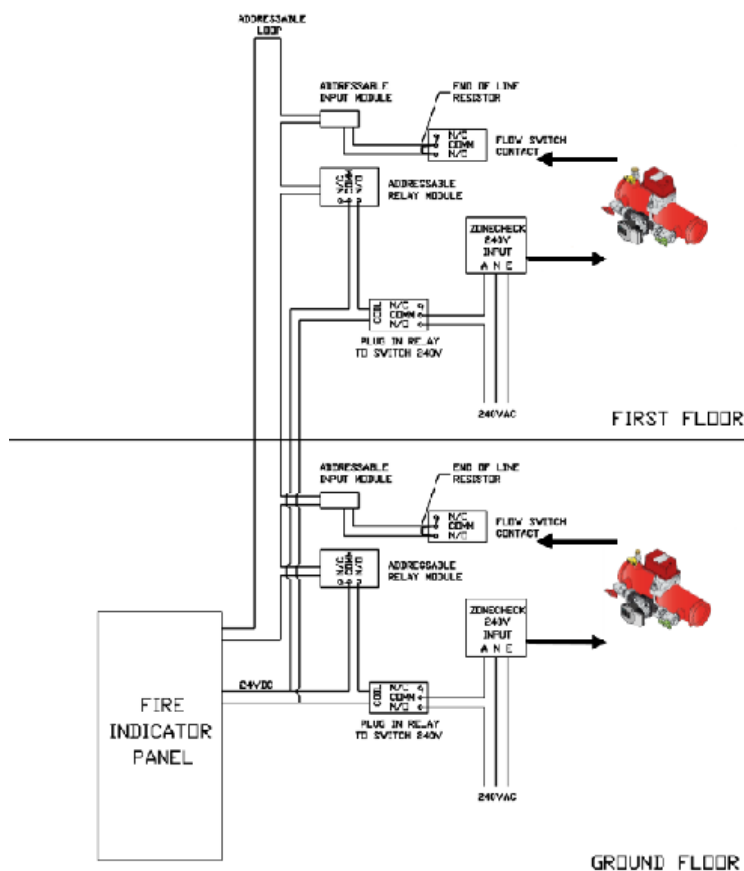 ADDRESSABLE
LOOP
ADDRESSABLE
INPUT MODULE
END OF LINE
RESISTOR
N/C
COMM
N/O
FLOW SWITCH
CONTACT
N/C
COMM
N/O
ADDRESSABLE
RELAY MODULE
ZONECHECK
240V
INPUT
A N E
COIL
N/C
COMM
N/O
PLUG IN RELAY
TO SWITCH 240V
240VAC
FIRST FLOOR
ADDRESSABLE
INPUT MODULE
END OF LINE
RESISTOR
N/C
COMM
N/O
FLOW SWITCH
CONTACT
N/C
COMM
N/O
ADDRESSABLE
RELAY MODULE
ZONECHECK
240V
INPUT
A N E
24VDC
COIL
N/C
COMM
N/O
PLUG IN RELAY
TO SWITCH 240V
240VAC
FIRE
INDICATOR
PANEL
GROUND FLOOR